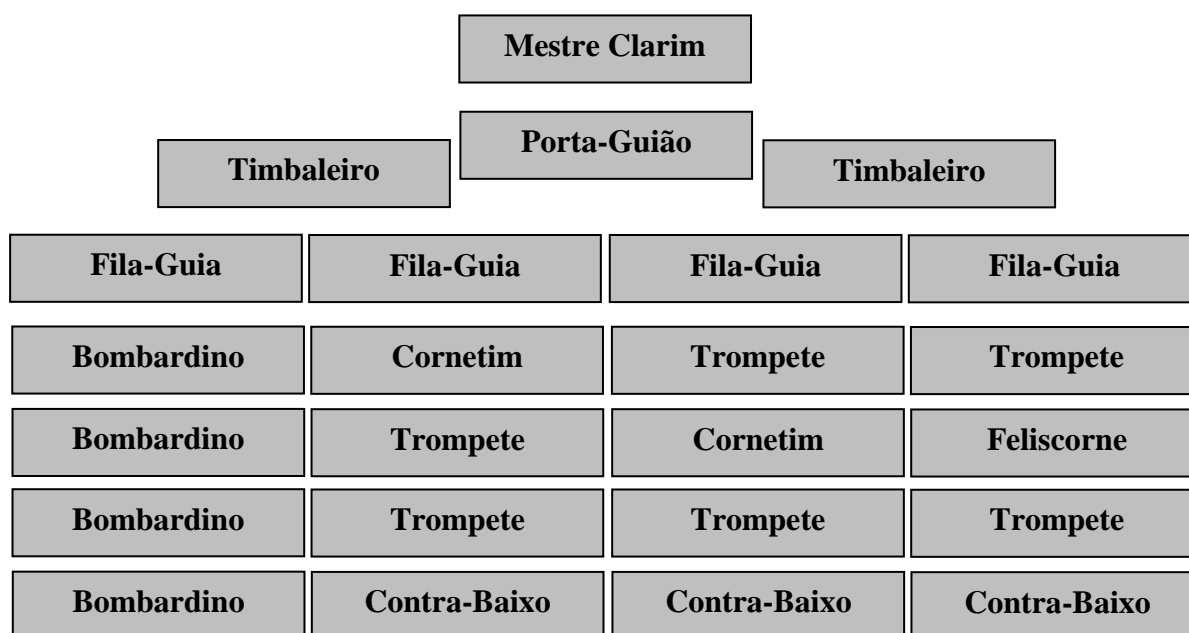 Mestre Clarim
Porta-Guião
Timbaleiro Timbaleiro
Fila-Guia Fila-Guia Fila-Guia Fila-Guia
Bombardino Cornetim Trompete Trompete
Bombardino Trompete Cornetim Feliscorne
Bombardino Trompete Trompete Trompete
Bombardino Contra-Baixo Contra-Baixo Contra-Baixo